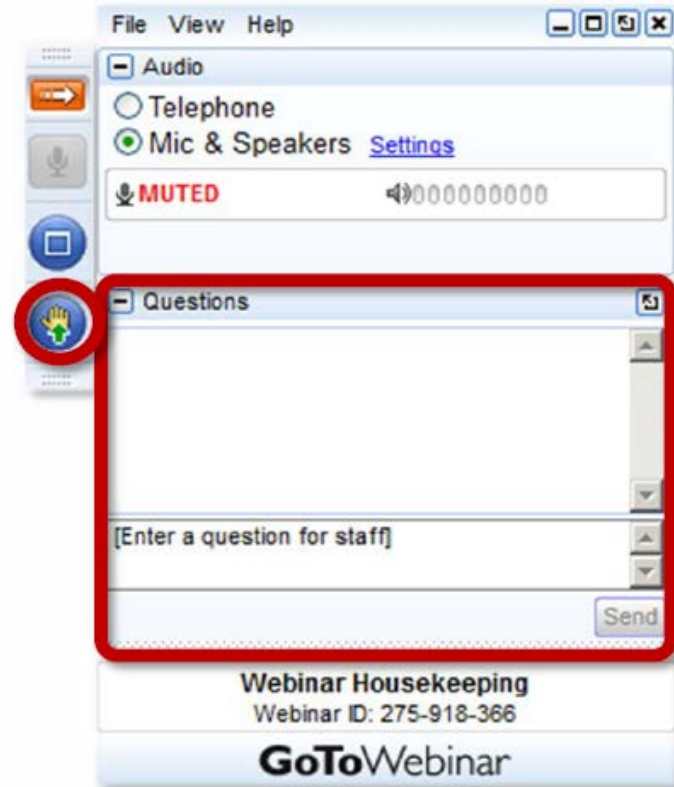 File View Help
Audio
Telephone
Mic & Speakers Settings
MUTED 000000000
Questions
[Enter a question for staff]
Send
Webinar Housekeeping
Webinar ID: 275-918-366
GoToWebinar